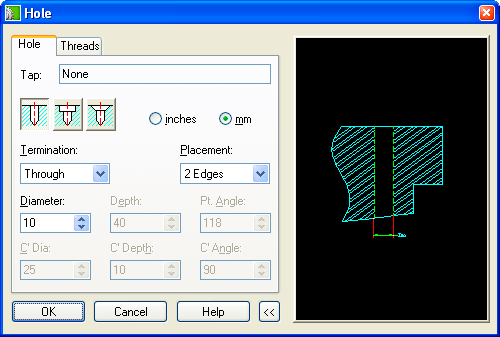 Hole
Hole Threads
Tap: None
inches mm
Termination: Placement:
Through 2 Edges
Diameter: Depth: Pt. Angle:
10 40 118
C' Dia: C' Depth: C' Angle:
25 10 90
OK Cancel Help <<